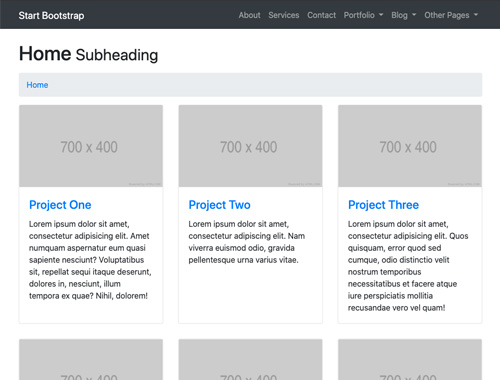 Start Bootstrap About Services Contact Portfolio Blog Other Pages
Home Subheading
Home
700 x 400 700 x 400 700 x 400
Project One
Lorem ipsum dolor sit amet,
consectetur adipisicing elit. Amet
numquam aspernatur eum quasi
sapiente nesciunt? Voluptatibus
sit, repellat sequi itaque deserunt,
dolores in, nesciunt, illum
tempora ex quae? Nihil, dolorem!
Project Two
Lorem ipsum dolor sit amet,
consectetur adipiscing elit. Nam
viverra euismod odio, gravida
pellentesque urna varius vitae.
Project Three
Lorem ipsum dolor sit amet,
consectetur adipisicing elit. Quos
quisquam, error quod sed
cumque, odio distinctio velit
nostrum temporibus
necessitatibus et facere atque
iure perspiciatis mollitia
recusandae vero vel quam!
700 x 400 700 x 400 700 x 400